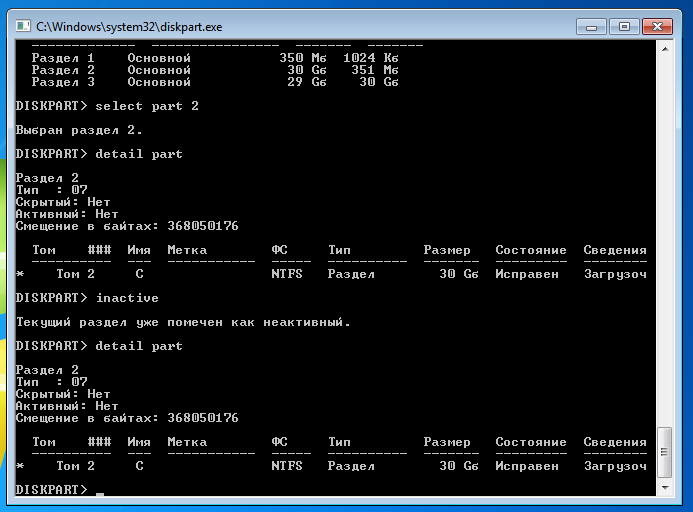 C:\Windows\system32\diskpart.exe
------------- ---------------- ------- -------
Раздел 1 Основной 350 Мб 1024 Кб
Раздел 2 Основной 30 Gб 351 Мб
Раздел 3 Основной 29 Gб 30 Gб
DISKPART> select part 2
Выбран раздел 2.
DISKPART> detail part
Раздел 2
Тип : 07
Скрытый: Нет
Активный: Нет
Смещение в байтах: 368050176
Том ### Имя Метка ФС Тип Размер Состояние Сведения
---------- --- ----------- ----- ---------- ------- --------- --------
* Том 2 C NTFS Раздел 30 Gб Исправен Загрузоч
DISKPART> inactive
Текущий раздел уже помечен как неактивный.
DISKPART> detail part
Раздел 2
Тип : 07
Скрытый: Нет
Активный: Нет
Смещение в байтах: 368050176
Том ### Имя Метка ФС Тип Размер Состояние Сведения
---------- --- ----------- ----- ---------- ------- --------- --------
* Том 2 C NTFS Раздел 30 Gб Исправен Загрузоч
DISKPART> _